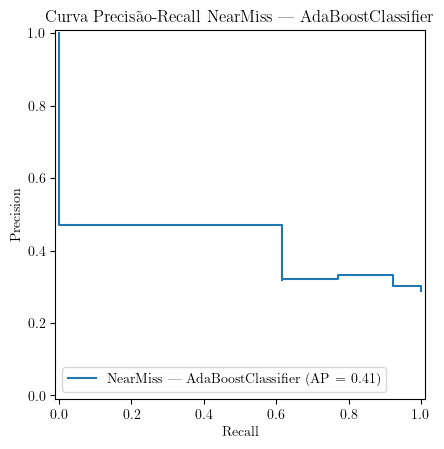 Curva Precisão-Recall NearMiss — AdaBoostClassifier
1.0
0.8
0.6
0.4
0.2
0.0
Precision
NearMiss — AdaBoostClassifier (AP = 0.41)
0.0 0.2 0.4 0.6 0.8 1.0
Recall